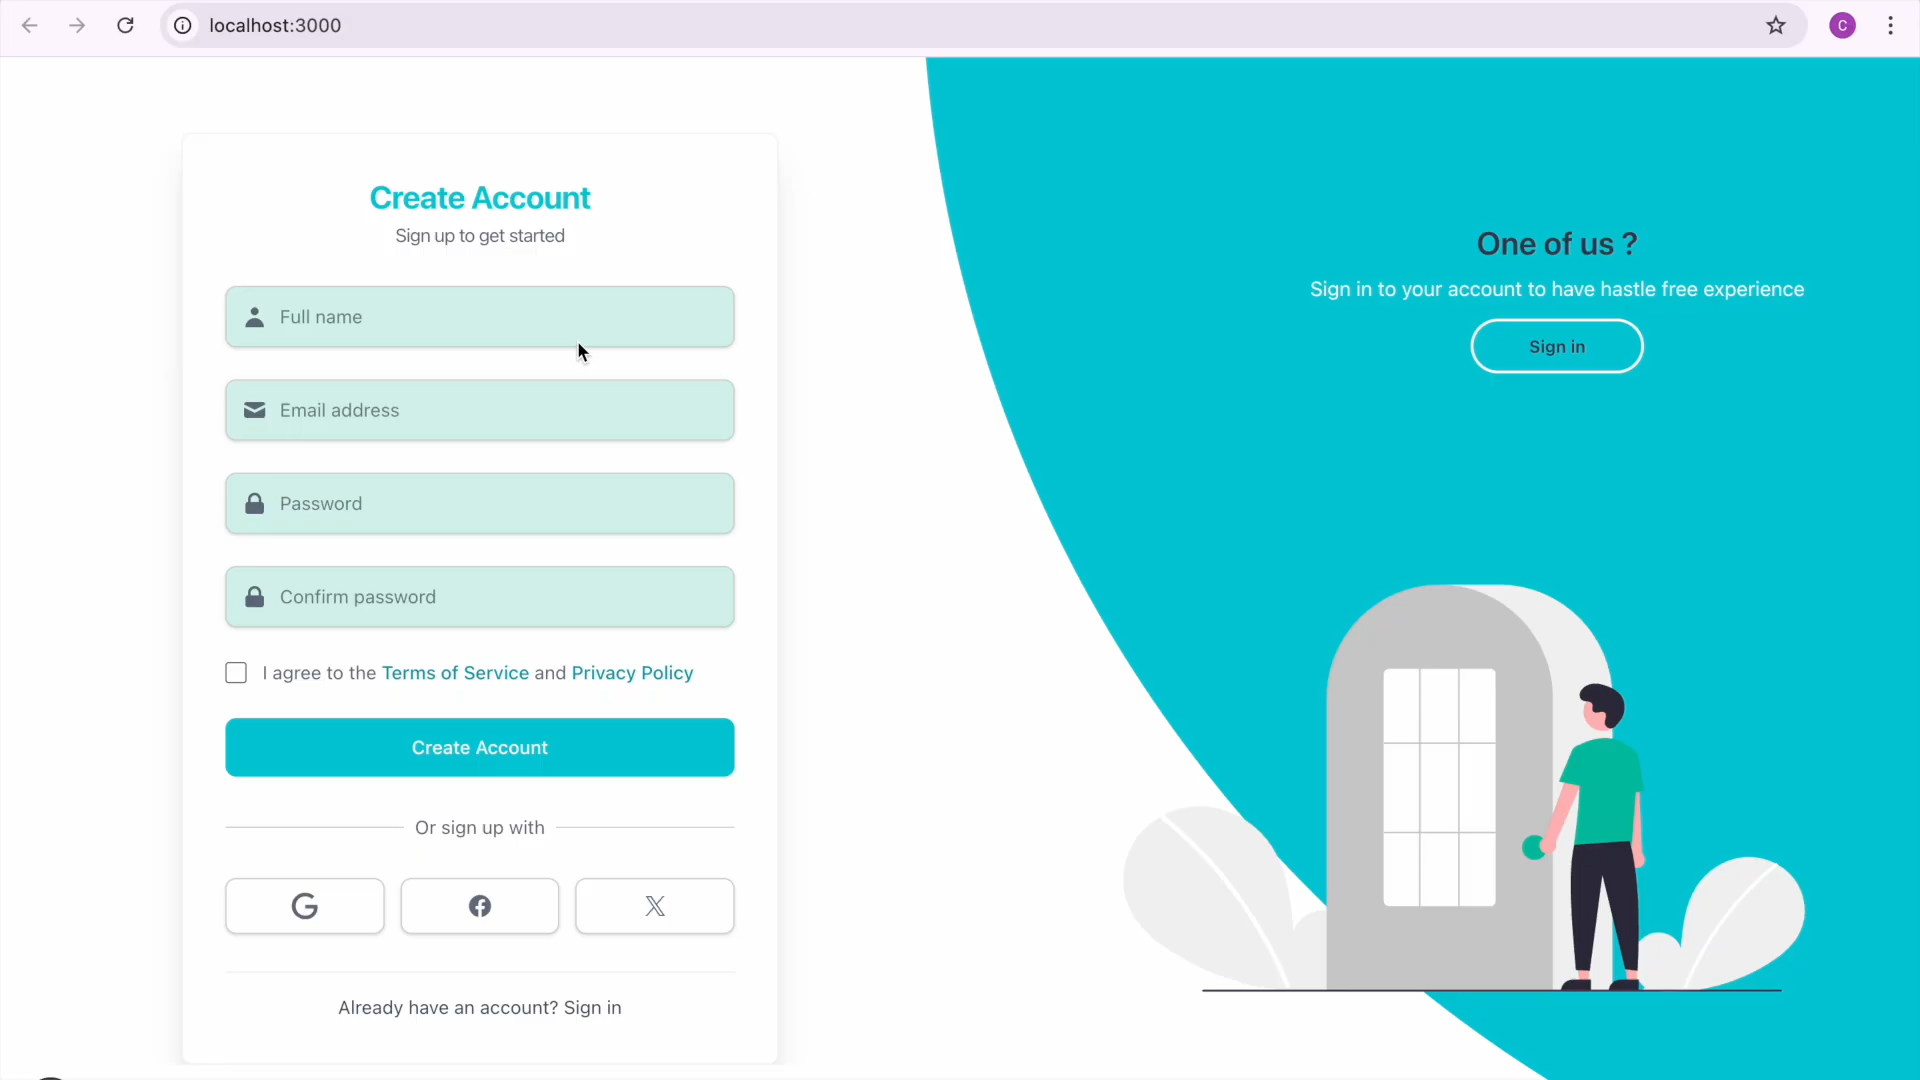 localhost:3000
C
Create Account
Sign up to get started
Full name
Email address
Password
Confirm password
I agree to the Terms of Service and Privacy Policy
Create Account
Or sign up with
Already have an account? Sign in
One of us ?
Sign in to your account to have hastle free experience
Sign in